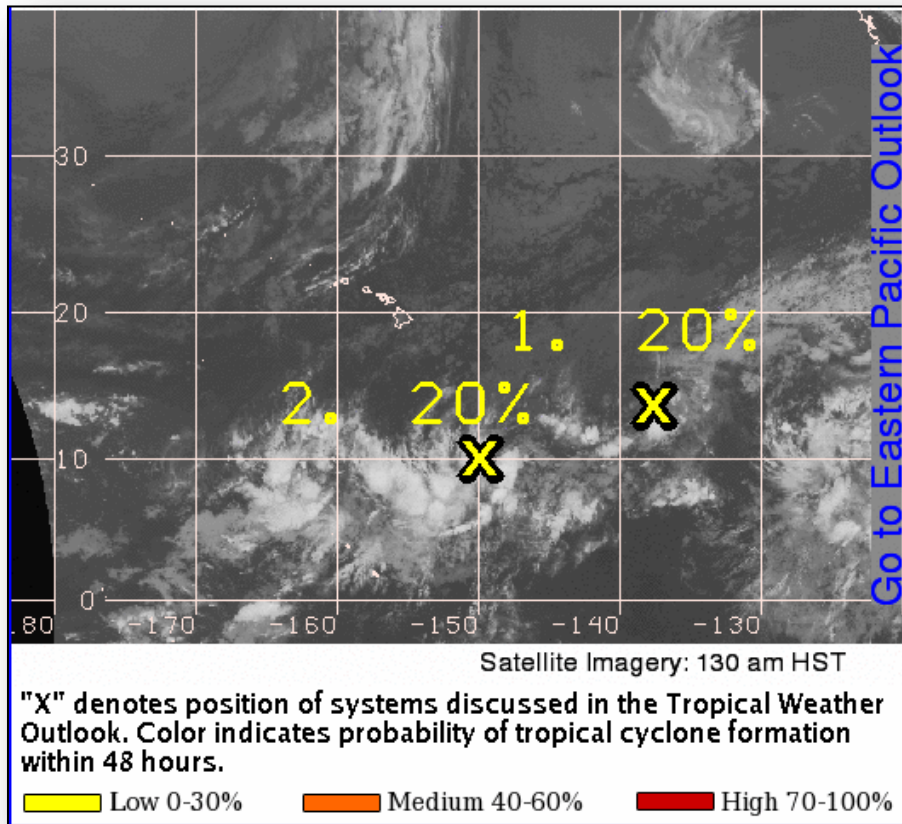 Go to Eastern Pacific Outlook
30
20
1. 20%
2. 20%
X
X
10
0
180 -170 -160 -150 -140 -130
Satellite Imagery: 130 am HST
"X" denotes position of systems discussed in the Tropical Weather
Outlook. Color indicates probability of tropical cyclone formation
within 48 hours.
Low 0-30% Medium 40-60% High 70-100%